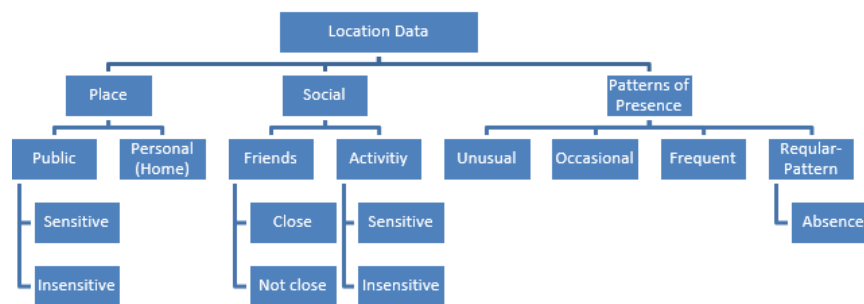 Location Data
Place
Social
Patterns of
Presence
Public
Personal
(Home)
Friends
Activitiy
Unusual
Occasional
Frequent
Reqular-
Pattern
Sensitive
Close
Sensitive
Absence
Insensitive
Not close
Insensitive